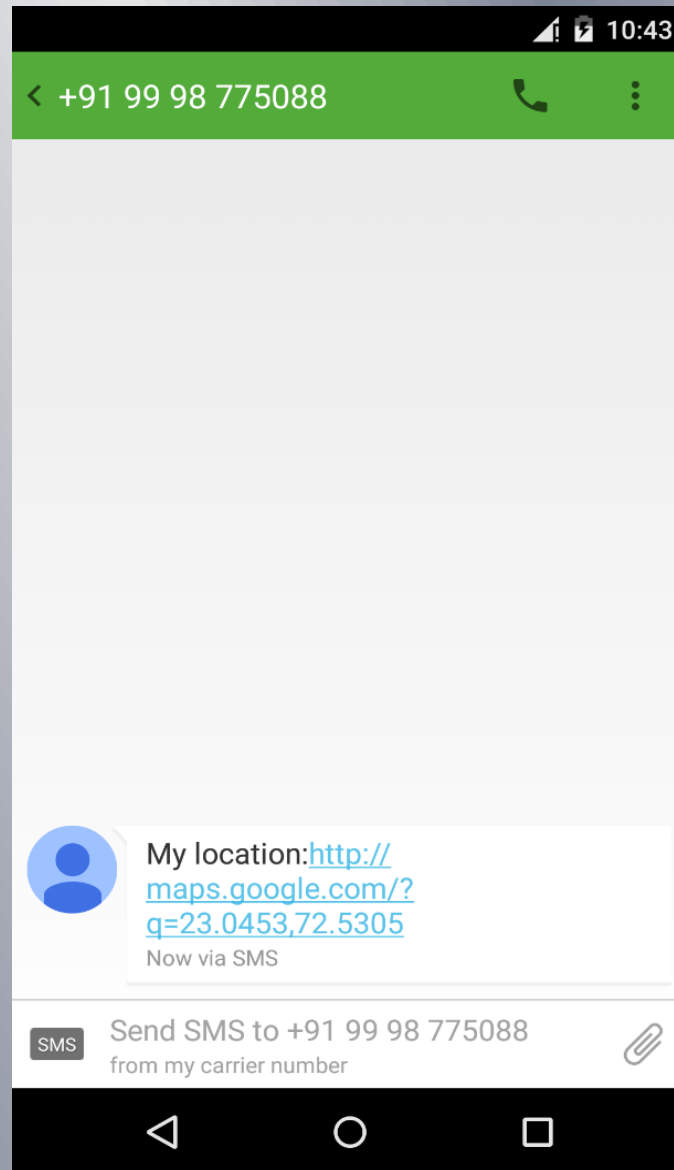 10:43
+91 99 98 775088
My location:http://
maps.google.com/?
q=23.0453,72.5305
Now via SMS
SMS
Send SMS to +91 99 98 775088
from my carrier number